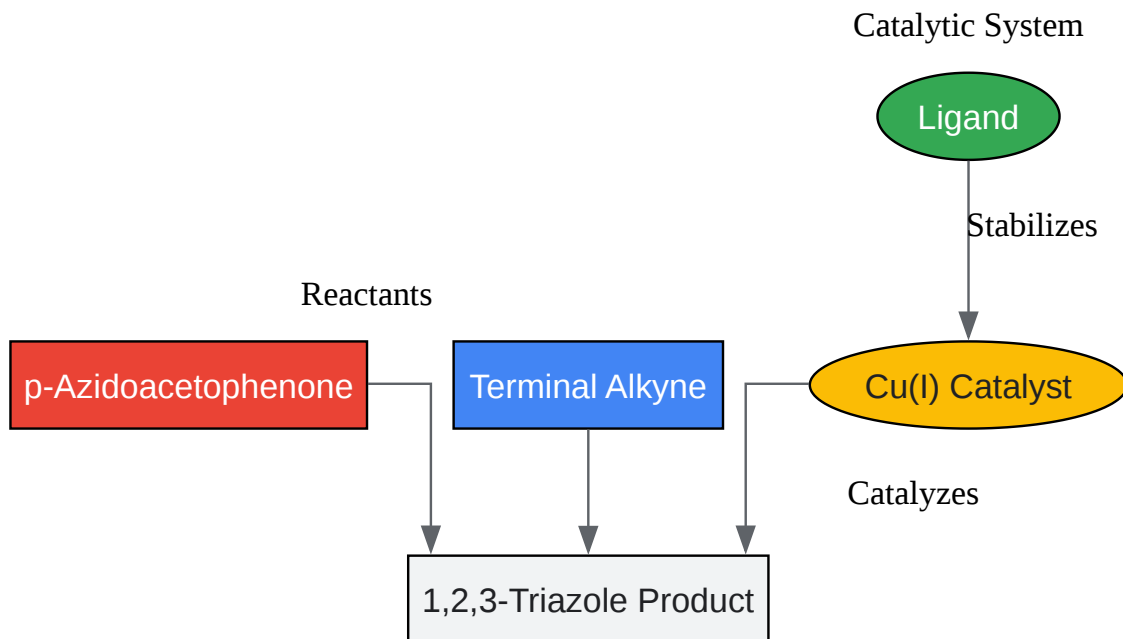 Catalytic System
Ligand
Stabilizes
Reactants
p-Azidoacetophenone
Terminal Alkyne
Cu(I) Catalyst
Catalyzes
1,2,3-Triazole Product